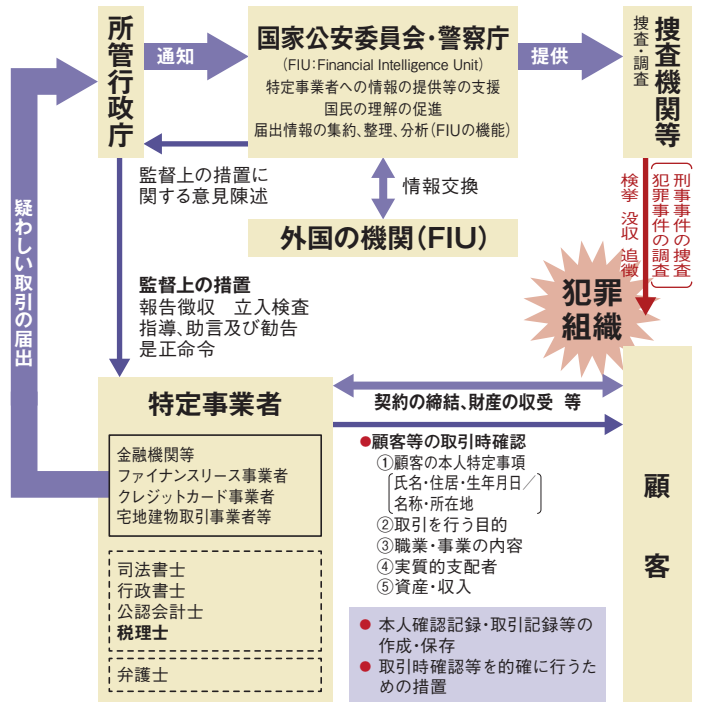 所管行政庁
通知
国家公安委員会・警察庁
(FIU:Financial Intelligence Unit)
特定事業者への情報の提供等の支援
国民の理解の促進
届出情報の集約、整理、分析(FIUの機能)
提供
捜査機関等
捜査・調査
監督上の措置に
関する意見陳述
情報交換
外国の機関(FIU)
刑事事件の捜査
犯罪事件の調査
検挙 没収 追徴
疑わしい取引の届出
監督上の措置
報告徴収 立入検査
指導、助言及び勧告
是正命令
犯罪
組織
特定事業者
契約の締結、財産の収受 等
金融機関等
ファイナンスリース事業者
クレジットカード事業者
宅地建物取引事業者等
司法書士
行政書士
公認会計士
税理士
弁護士
●顧客等の取引時確認
①顧客の本人特定事項
氏名・住居・生年月日／
名称・所在地
②取引を行う目的
③職業・事業の内容
④実質的支配者
⑤資産・収入
● 本人確認記録・取引記録等の
作成・保存
● 取引時確認等を的確に行うた
めの措置
顧客